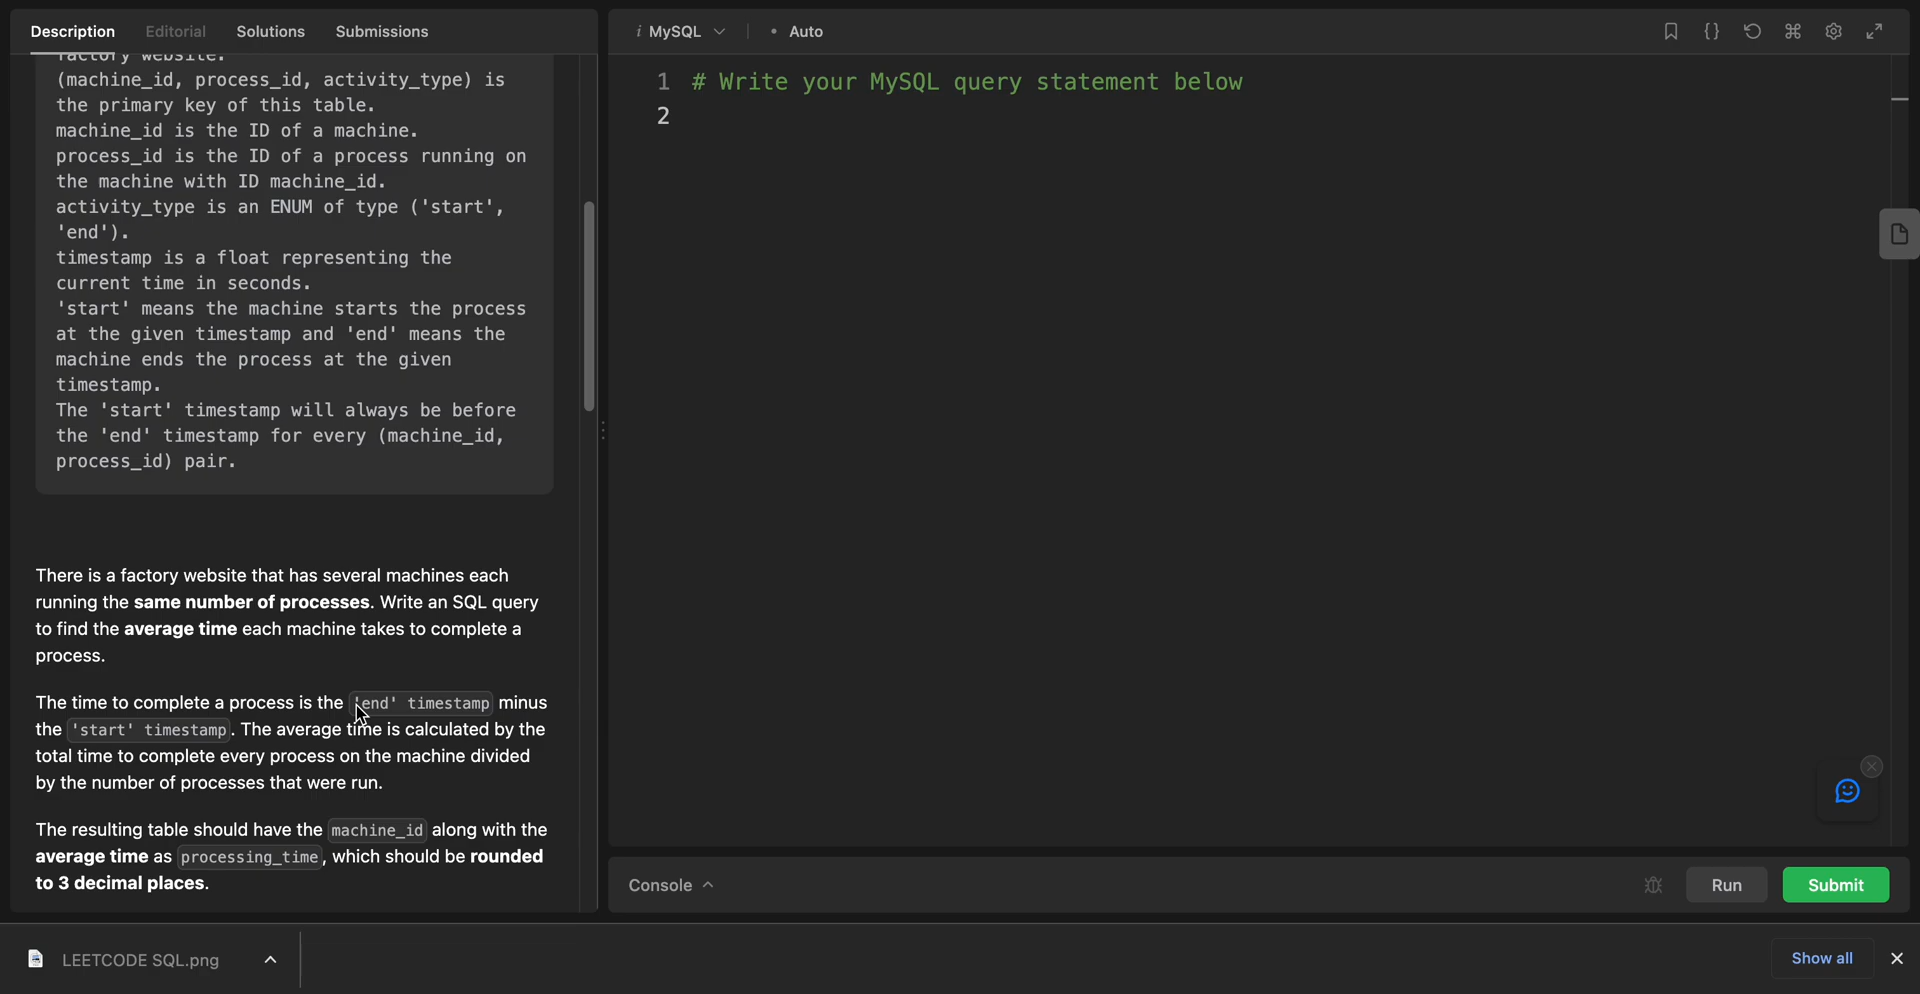 Description Editorial Solutions Submissions
factory website.
(machine_id, process_id, activity_type) is
the primary key of this table.
machine_id is the ID of a machine.
process_id is the ID of a process running on
the machine with ID machine_id.
activity_type is an ENUM of type ('start',
'end').
timestamp is a float representing the
current time in seconds.
'start' means the machine starts the process
at the given timestamp and 'end' means the
machine ends the process at the given
timestamp.
The 'start' timestamp will always be before
the 'end' timestamp for every (machine_id,
process_id) pair.
There is a factory website that has several machines each
running the same number of processes. Write an SQL query
to find the average time each machine takes to complete a
process.
The time to complete a process is the 'end' timestamp minus
the 'start' timestamp. The average time is calculated by the
total time to complete every process on the machine divided
by the number of processes that were run.
The resulting table should have the machine_id along with the
average time as processing_time, which should be rounded
to 3 decimal places.
i MySQL • Auto
1 # Write your MySQL query statement below
2
Console Run Submit
LEETCODE SQL.png Show all